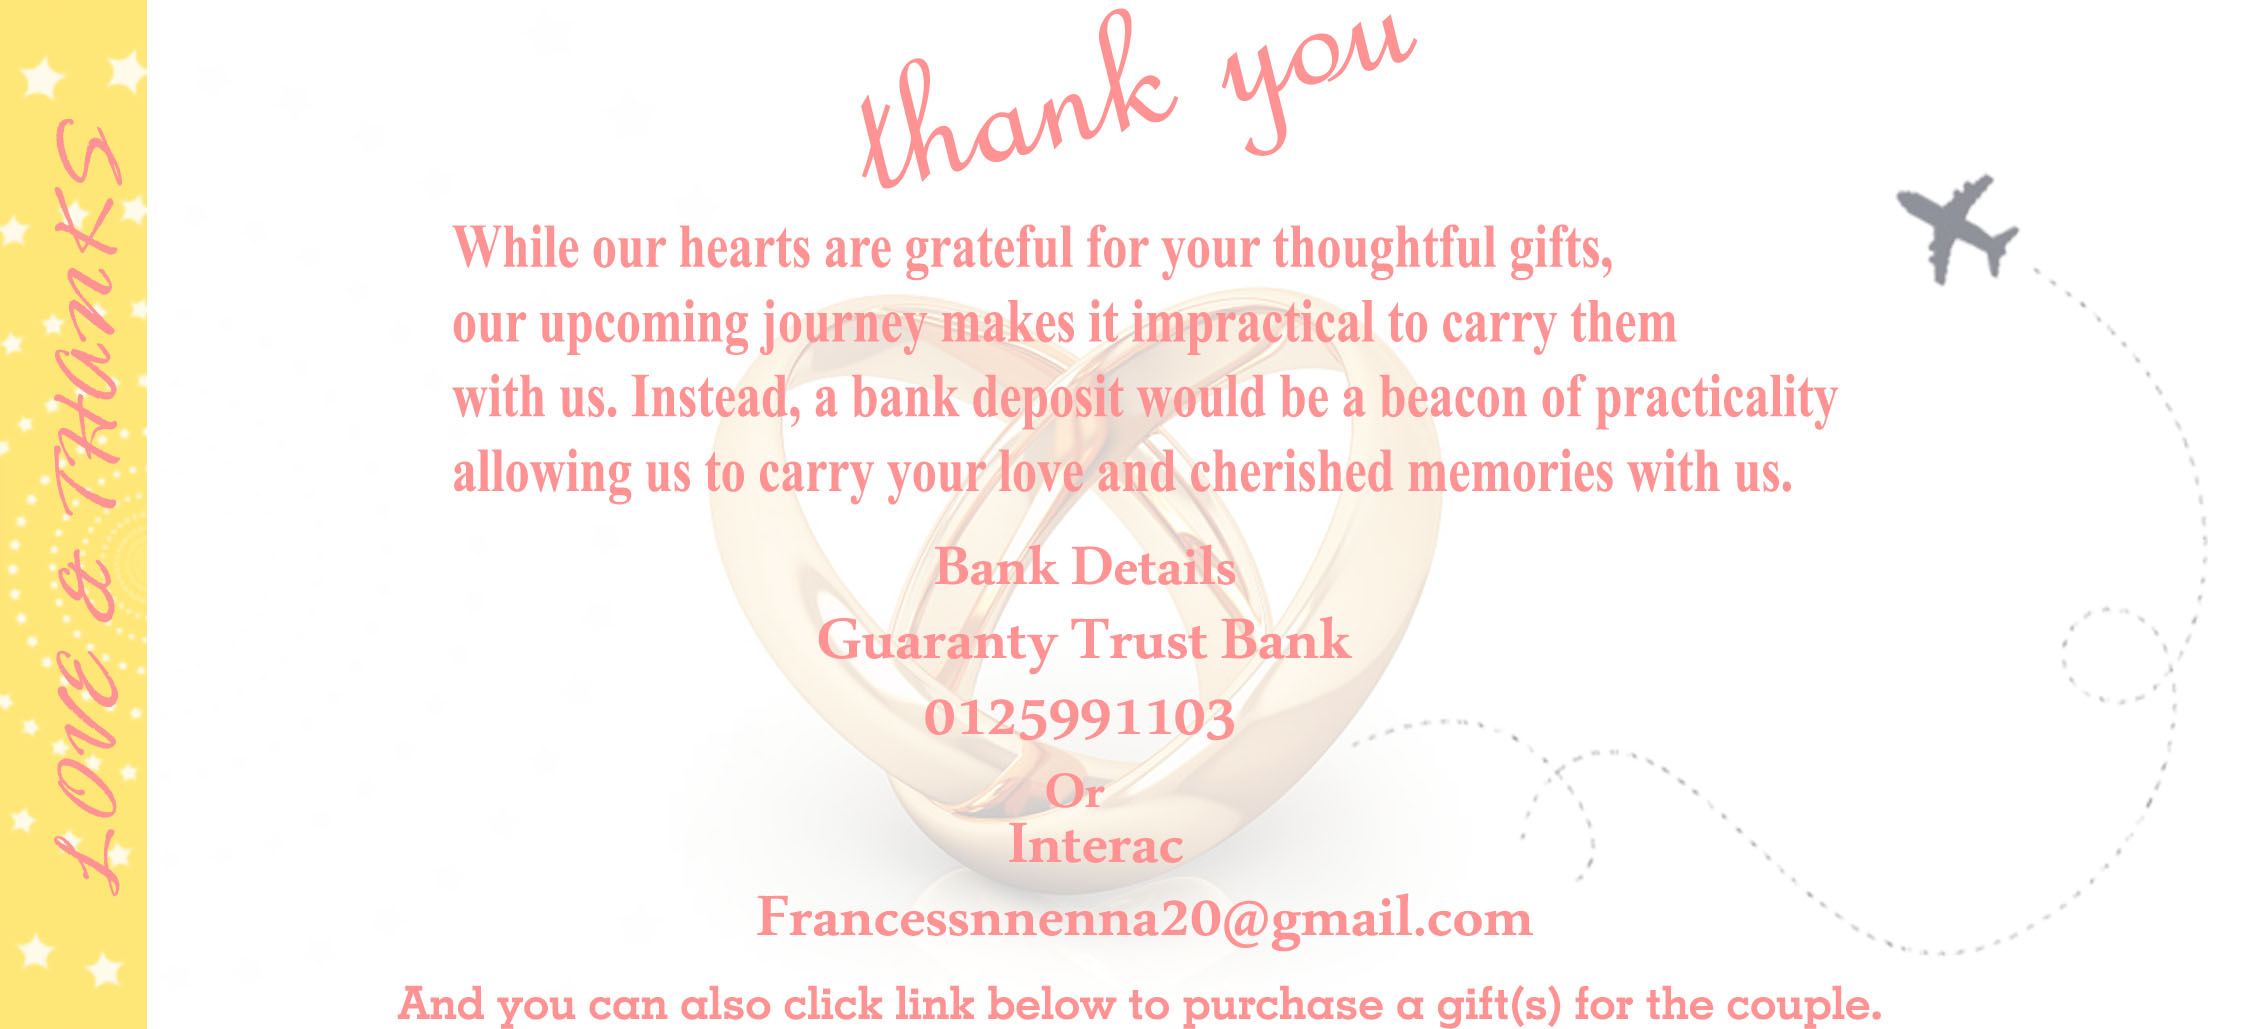 LOVE & THanKS
thank you
While our hearts are grateful for your thoughtful gifts,
our upcoming journey makes it impractical to carry them
with us. Instead, a bank deposit would be a beacon of practicality
allowing us to carry your love and cherished memories with us.
Bank Details
Guaranty Trust Bank
0125991103
Or
Interac
Francessnnenna20@gmail.com
And you can also click link below to purchase a gift(s) for the couple.